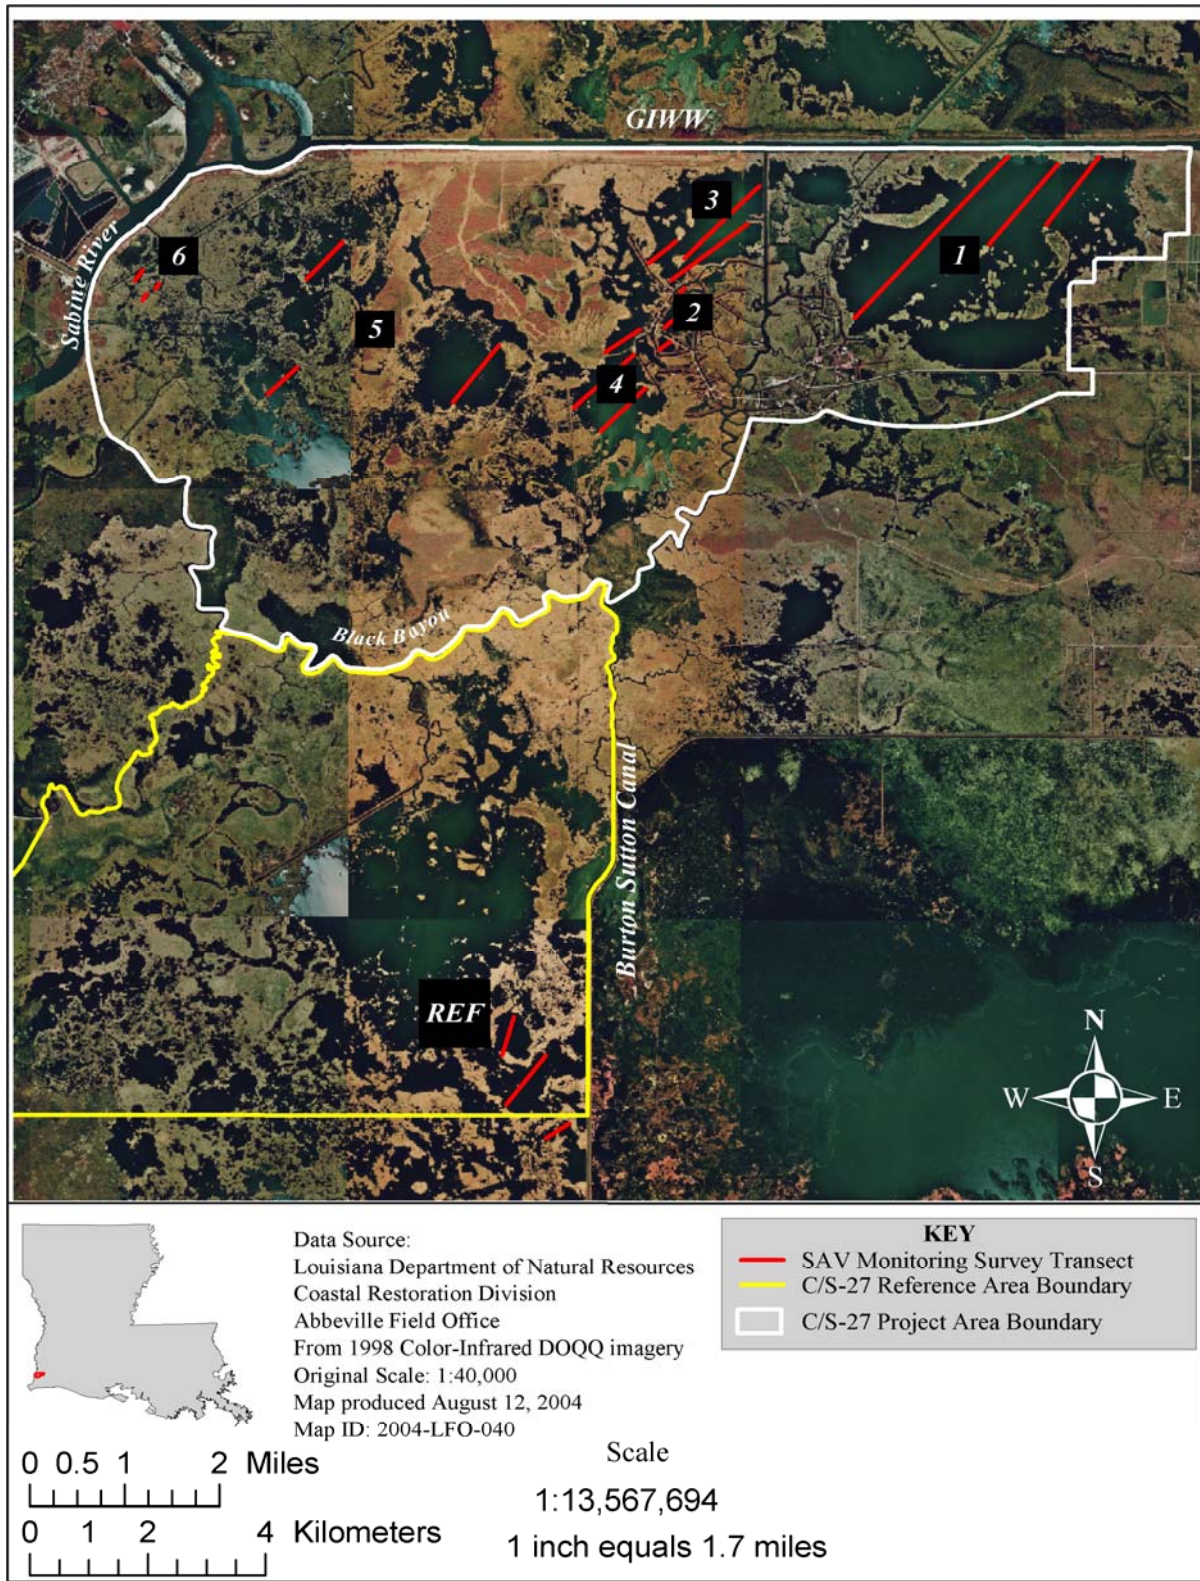 GIWW
Sabine River
6
3
1
5
2
4
Black Bayou
Burton Sutton Canal
REF
N
W
E
S
Data Source:
Louisiana Department of Natural Resources
Coastal Restoration Division
Abbeville Field Office
From 1998 Color-Infrared DOQQ imagery
Original Scale: 1:40,000
Map produced August 12, 2004
Map ID: 2004-LFO-040
KEY
SAV Monitoring Survey Transect
C/S-27 Reference Area Boundary
C/S-27 Project Area Boundary
0 0.5 1 2 Miles
0 1 2 4 Kilometers
Scale
1:13,567,694
1 inch equals 1.7 miles